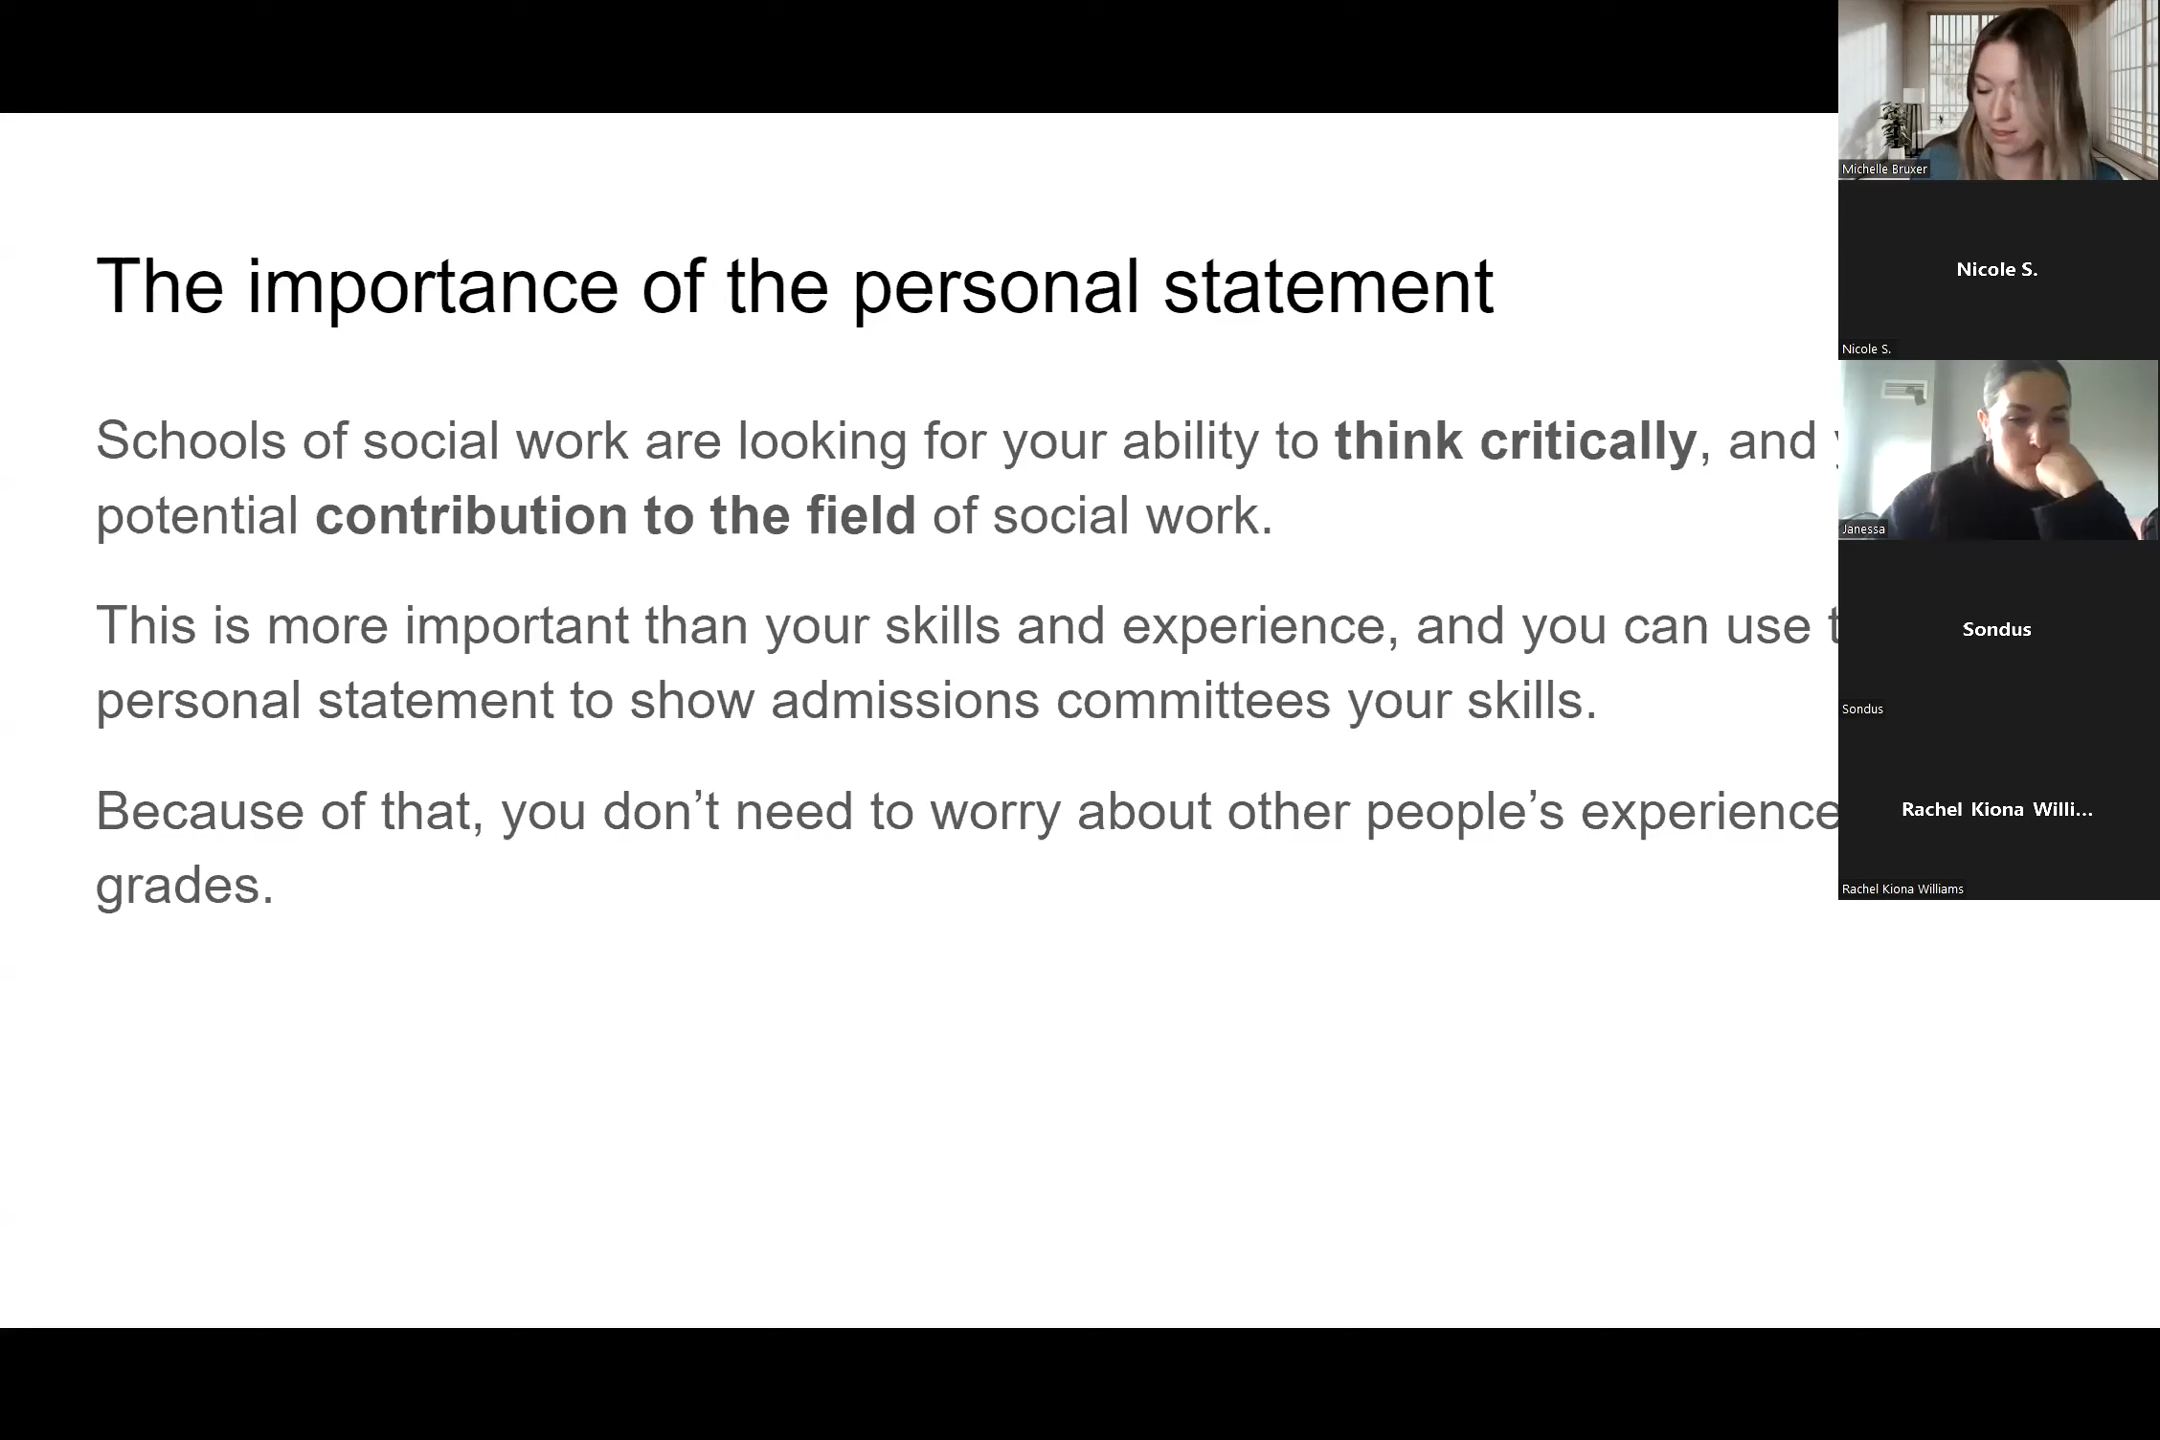 The importance of the personal statement
Schools of social work are looking for your ability to think critically, and
potential contribution to the field of social work.
This is more important than your skills and experience, and you can use
personal statement to show admissions committees your skills.
Because of that, you don’t need to worry about other people’s experience
grades.
Michelle Bruxer
Nicole S.
Nicole S.
Janessa
Sondus
Sondus
Rachel Kiona Willi...
Rachel Kiona Williams